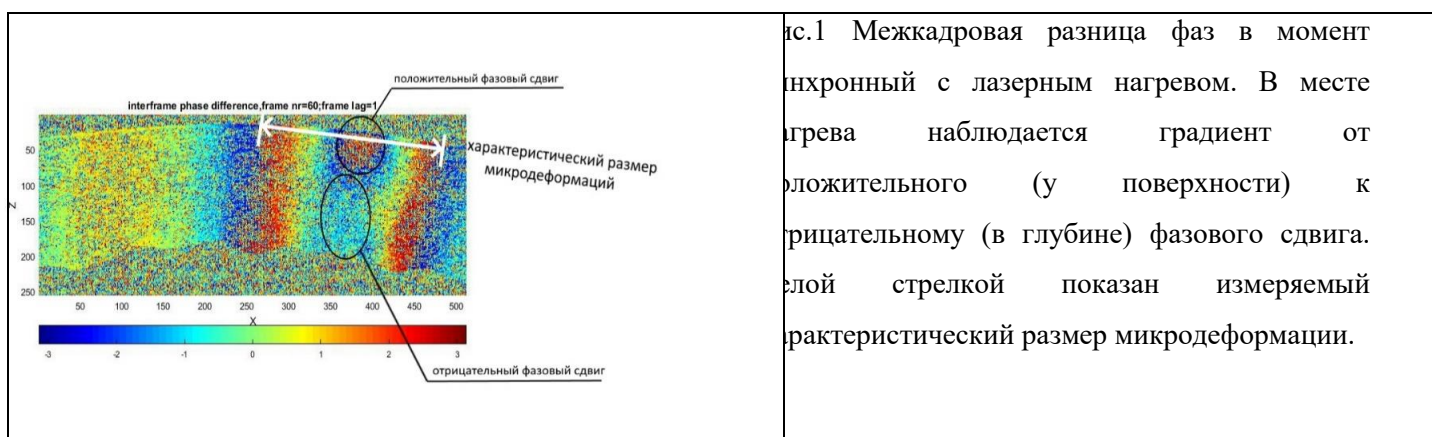 положительный фазовый сдвиг
interframe phase difference,frame nr=60;frame lag=1
характеристический размер
микродеформаций
Z
50
100
150
200
250
50 100 150 200 250 300 350 400 450 500
X
-3 -2 -1 0 1 2 3
отрицательный фазовый сдвиг
ис.1 Межкадровая разница фаз в момент
инхронный с лазерным нагревом. В месте
агрева наблюдается градиент от
оложительного (у поверхности) к
трицательному (в глубине) фазового сдвига.
елой стрелкой показан измеряемый
арактеристический размер микродеформации.